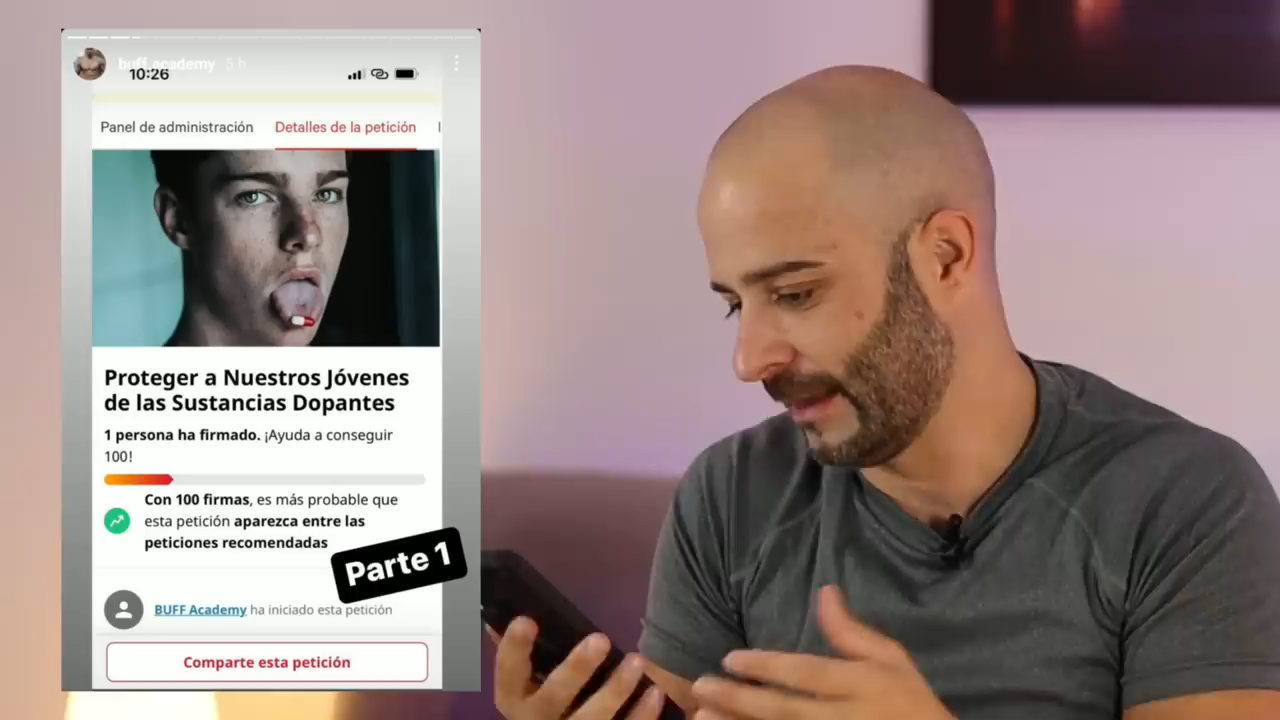 buff.academy 5 h
10:26
Panel de administración Detalles de la petición
Proteger a Nuestros Jóvenes
de las Sustancias Dopantes
1 persona ha firmado. ¡Ayuda a conseguir
100!
Con 100 firmas, es más probable que
esta petición aparezca entre las
peticiones recomendadas
Parte 1
BUFF Academy ha iniciado esta petición
Comparte esta petición